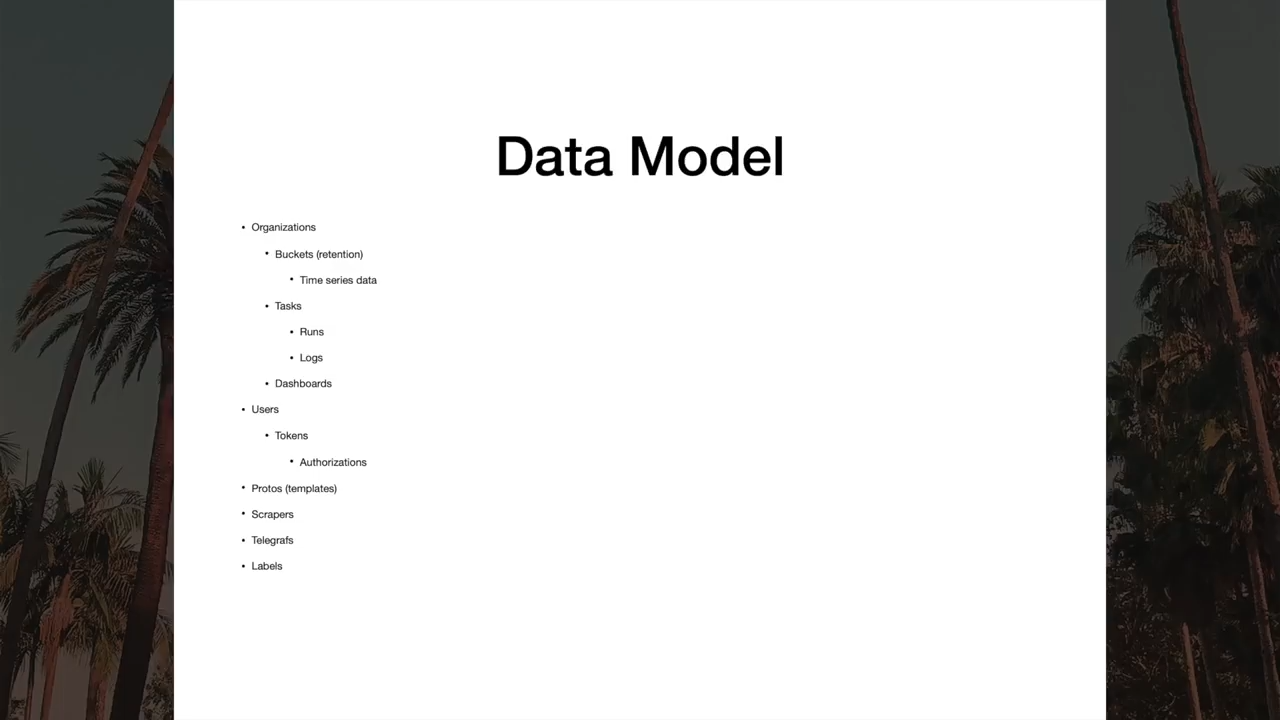 Data Model
• Organizations
• Buckets (retention)
• Time series data
• Tasks
• Runs
• Logs
• Dashboards
• Users
• Tokens
• Authorizations
• Protos (templates)
• Scrapers
• Telegrafs
• Labels